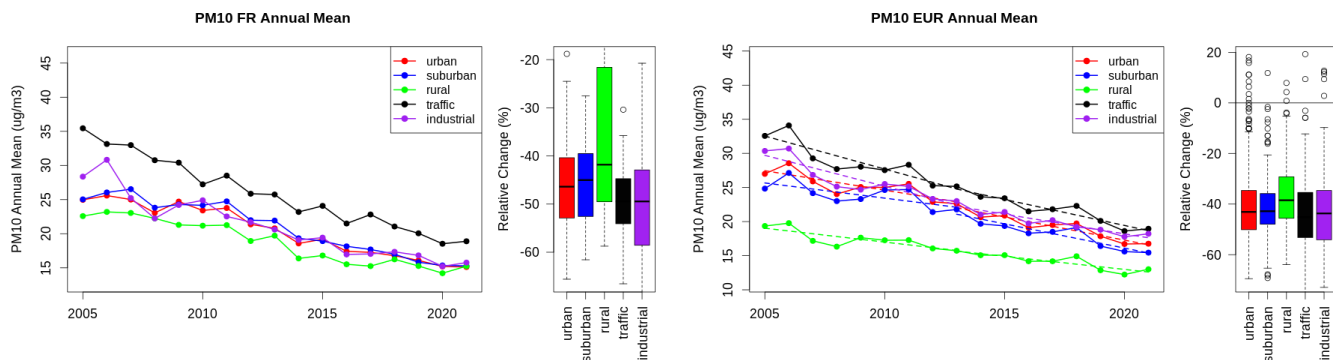 PM10 FR Annual Mean
PM10 Annual Mean (ug/m3)
45
40
35
30
25
20
15
2005
2010
2015
2020
urban
suburban
rural
traffic
industrial
Relative Change (%)
-20
-30
-40
-50
-60
urban
suburban
rural
traffic
industrial
PM10 EUR Annual Mean
PM10 Annual Mean (ug/m3)
45
40
35
30
25
20
15
10
2005
2010
2015
2020
urban
suburban
rural
traffic
industrial
Relative Change (%)
20
0
-20
-40
-60
urban
suburban
rural
traffic
industrial